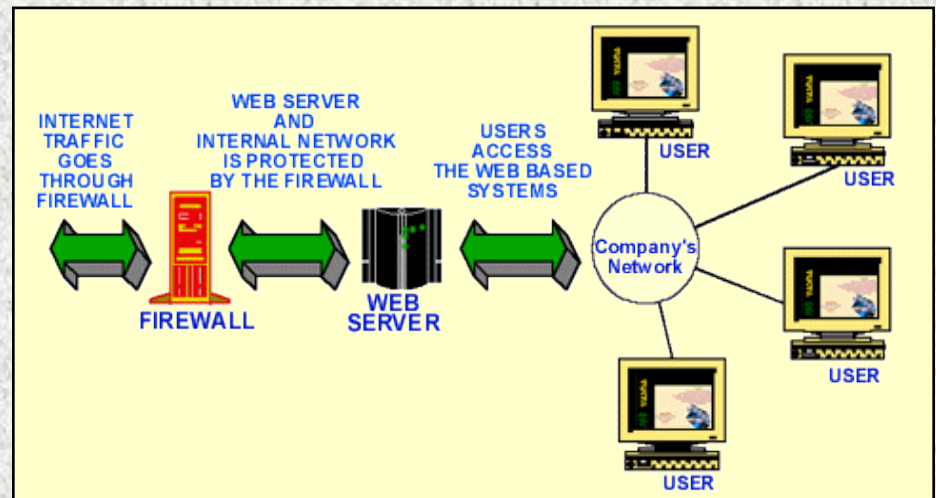 INTERNET
TRAFFIC
GOES
THROUGH
FIREWALL
WEB SERVER
AND
INTERNAL NETWORK
IS PROTECTED
BY THE FIREWALL
USERS
ACCESS
THE WEB BASED
SYSTEMS
FIREWALL
WEB
SERVER
Company's
Network
USER
USER
USER
USER